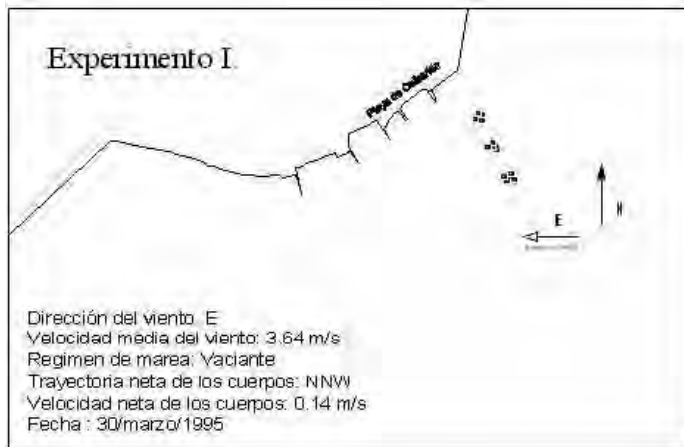 Experimento I.
Playa de
E
N
Dirección del viento: E
Velocidad media del viento: 3.64 m/s
Regimen de marea: Vaciante
Trayectoria neta de los cuerpos: NNW
Velocidad neta de los cuerpos: 0.14 m/s
Fecha : 30/marzo/1995